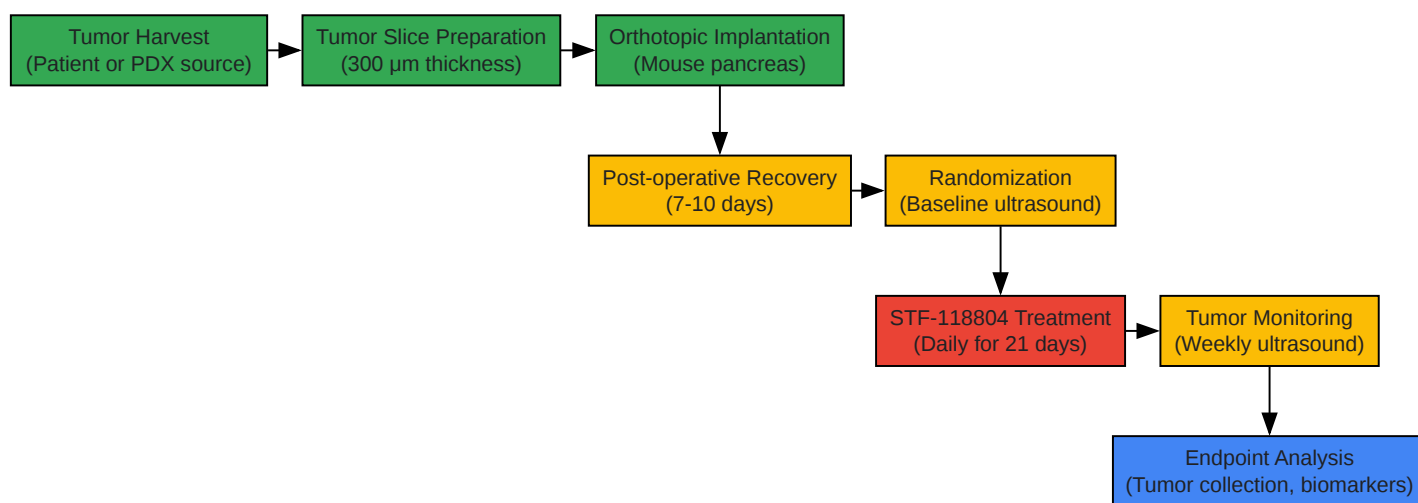 Tumor Harvest
(Patient or PDX source)
Tumor Slice Preparation
(300 μm thickness)
Orthotopic Implantation
(Mouse pancreas)
Post-operative Recovery
(7-10 days)
Randomization
(Baseline ultrasound)
STF-118804 Treatment
(Daily for 21 days)
Tumor Monitoring
(Weekly ultrasound)
Endpoint Analysis
(Tumor collection, biomarkers)